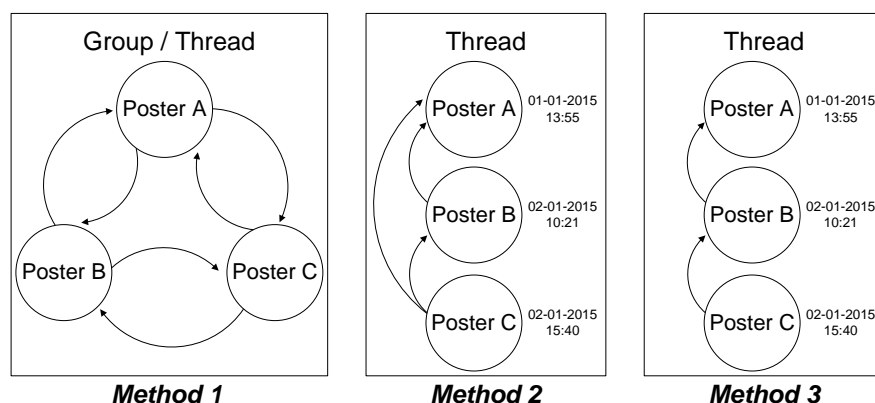 Group / Thread
Poster A
Poster B
Poster C
Method 1
Thread
Poster A
01-01-2015
13:55
Poster B
02-01-2015
10:21
Poster C
02-01-2015
15:40
Method 2
Thread
Poster A
01-01-2015
13:55
Poster B
02-01-2015
10:21
Poster C
02-01-2015
15:40
Method 3